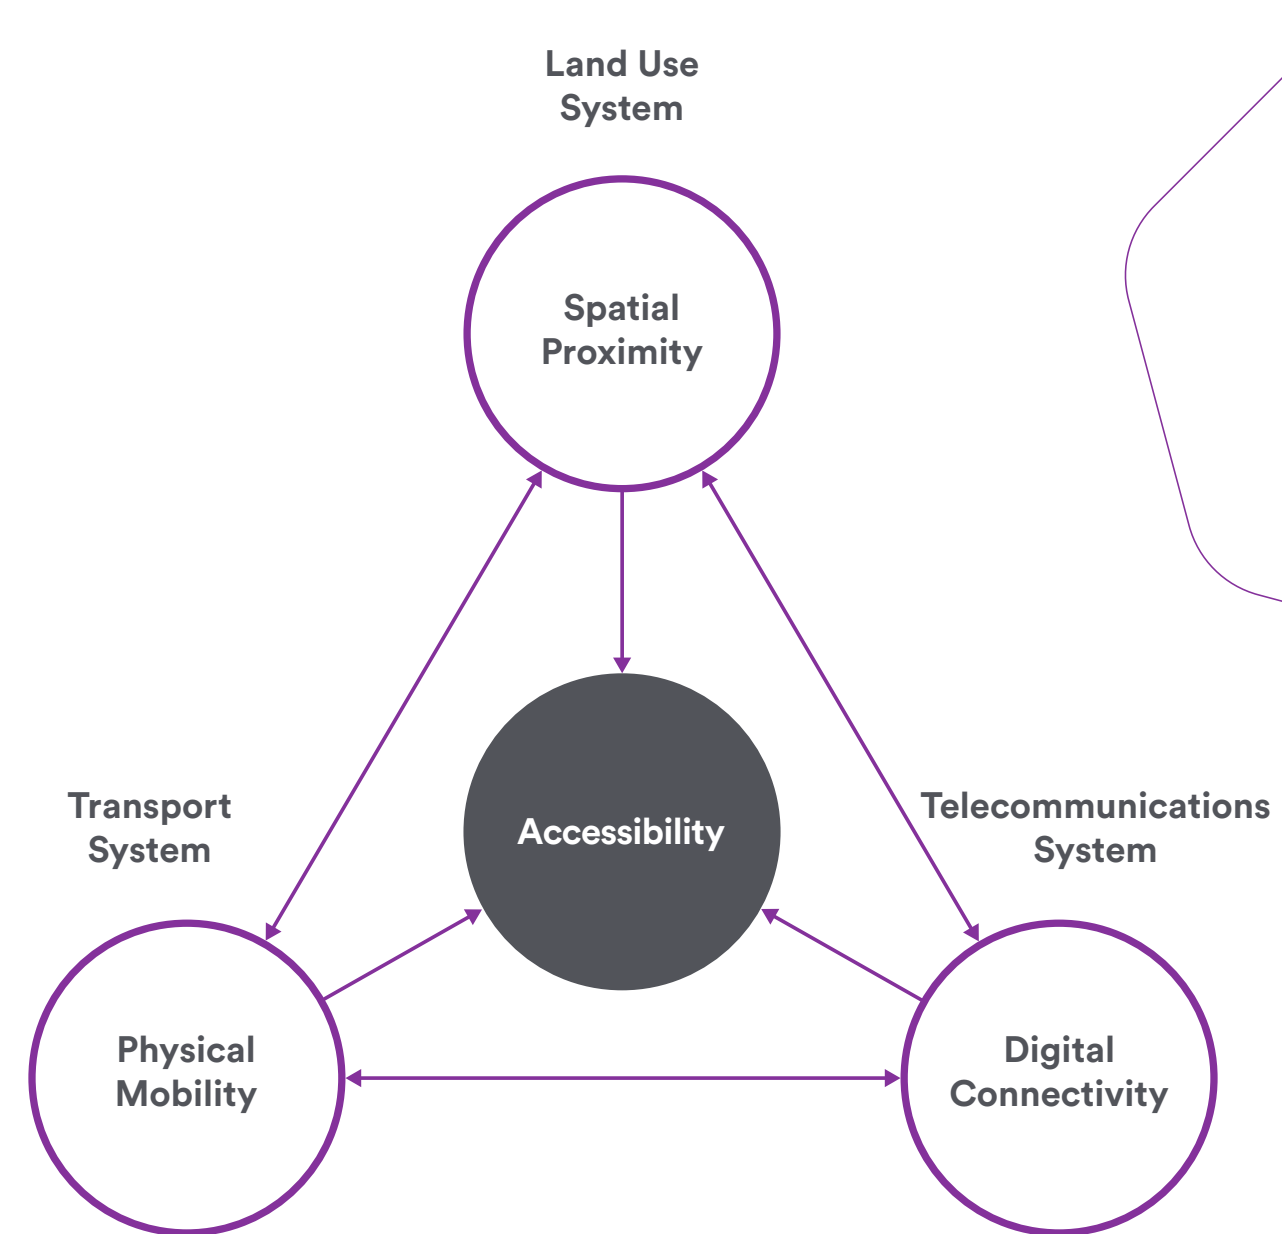 Land Use
System
Spatial
Proximity
Transport
System
Accessibility
Telecommunications
System
Physical
Mobility
Digital
Connectivity